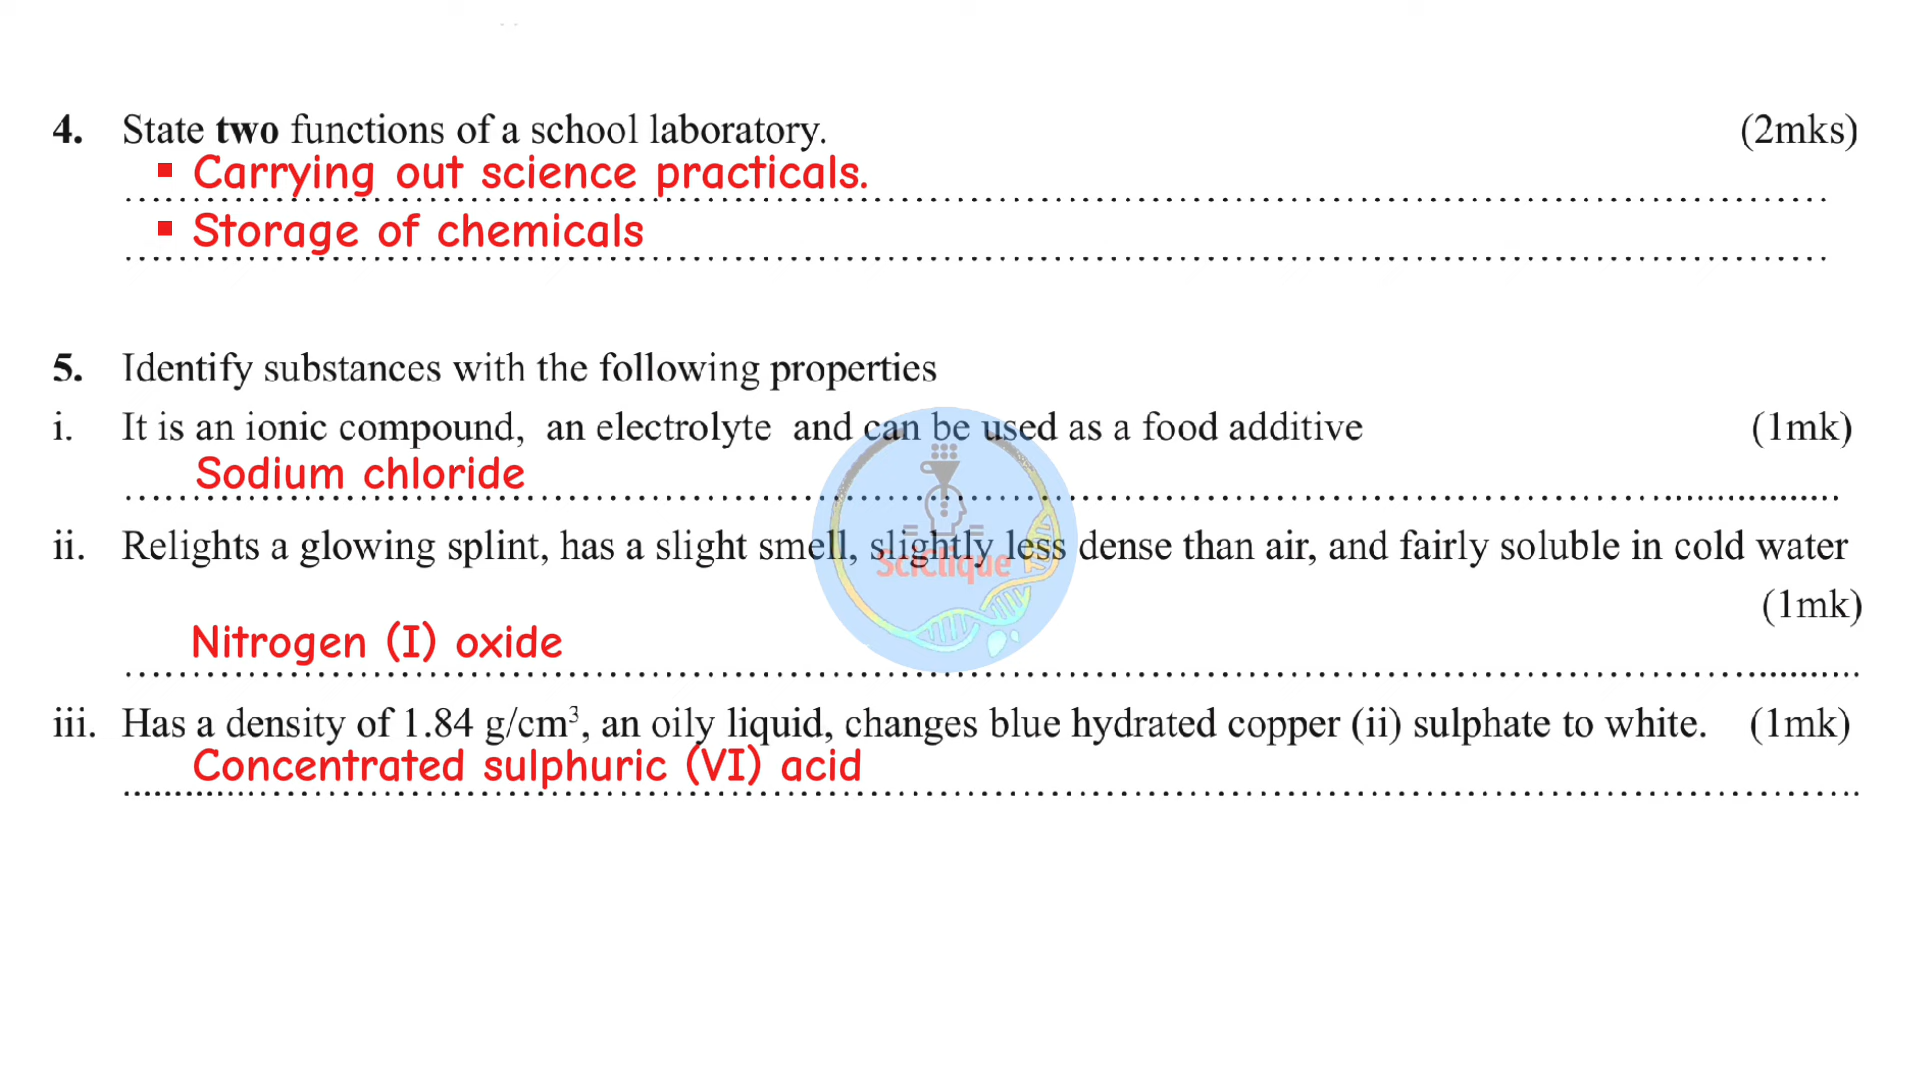 4. State two functions of a school laboratory. (2mks)
▪ Carrying out science practicals.
▪ Storage of chemicals
5. Identify substances with the following properties
i. It is an ionic compound, an electrolyte and can be used as a food additive (1mk)
Sodium chloride
SciClique
ii. Relights a glowing splint, has a slight smell, slightly less dense than air, and fairly soluble in cold water
(1mk)
Nitrogen (I) oxide
iii. Has a density of 1.84 g/cm³, an oily liquid, changes blue hydrated copper (ii) sulphate to white. (1mk)
Concentrated sulphuric (VI) acid